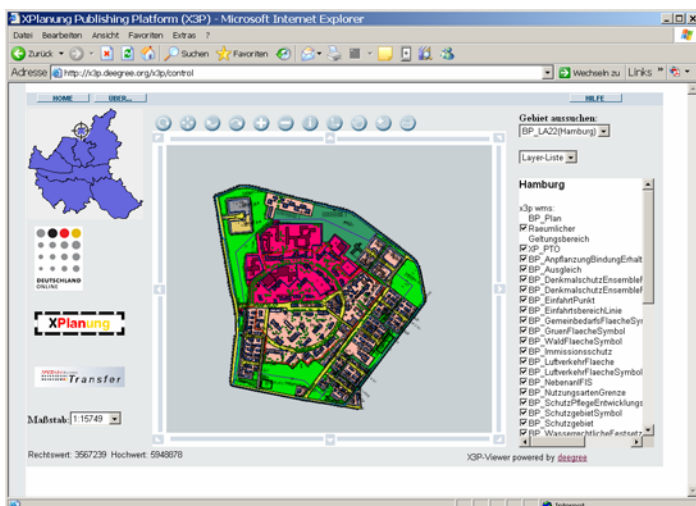 XPlanung Publishing Platform (X3P) - Microsoft Internet Explorer
Datei Bearbeiten Ansicht Favoriten Extras ?
Zurück Suchen Favoriten
Adresse http://x3p.deegree.org/x3p/control Wechseln zu Links »
HOME ÜBER... HILFE
Gebiet aussuchen:
BP_LA22(Hamburg)
Layer-Liste
Hamburg
x3p wms:
BP_Plan
Raeumlicher
Geltungsbereich
XP_PTO
BP_AnpflanzungBindungErhalt
BP_Ausgleich
BP_DenkmalschutzEnsembleF
BP_DenkmalschutzEnsembleF
BP_EinfahrtPunkt
BP_EinfahrtsbereichLinie
BP_GemeinbedarfsFlaecheSy
BP_GruenFlaecheSymbol
BP_WaldFlaecheSymbol
BP_Immissionsschutz
BP_LuftverkehrFlaeche
BP_LuftverkehrFlaecheSymbol
BP_NebenanlFlS
BP_NutzungsartenGrenze
BP_SchutzPflegeEntwicklungs
BP_SchutzgebietSymbol
BP_Schutzgebiet
BP_WasserrechtlicheFestsetz
DEUTSCHLAND
ONLINE
XPlanung
Transfer
Maßstab: 1:15749
Rechtswert: 3567239 Hochwert: 5948878
X3P-Viewer powered by deegree
Internet